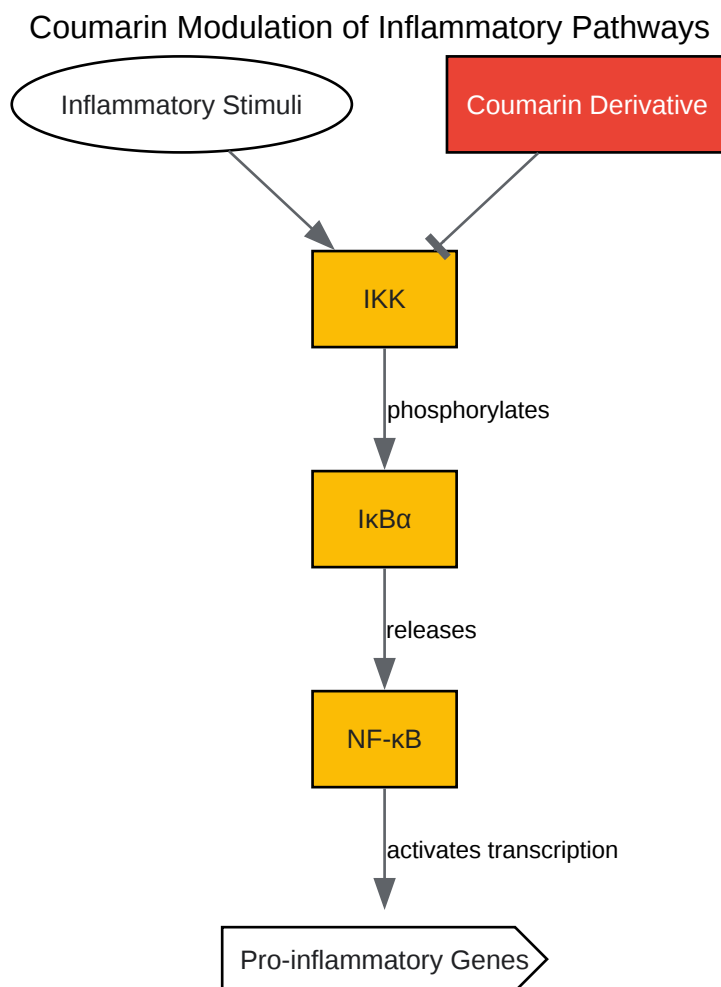 Coumarin Modulation of Inflammatory Pathways
Inflammatory Stimuli
Coumarin Derivative
IKK
phosphorylates
IκBα
releases
NF-κB
activates transcription
Pro-inflammatory Genes